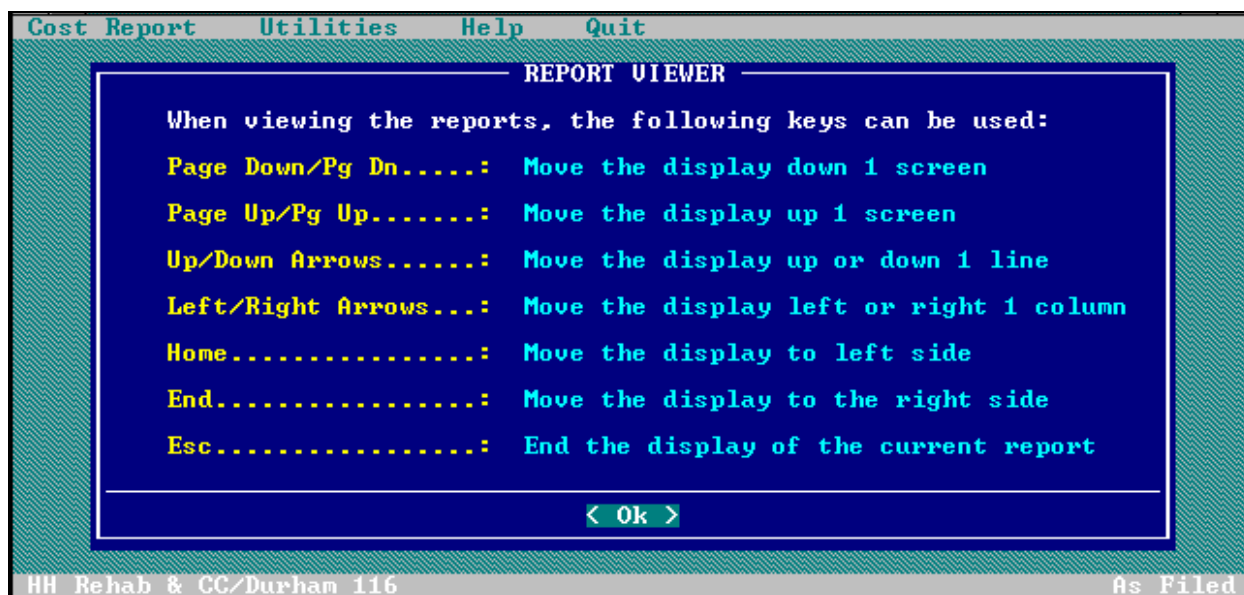 Cost Report Utilities Help Quit
REPORT VIEWER
When viewing the reports, the following keys can be used:
Page Down/Pg Dn.....: Move the display down 1 screen
Page Up/Pg Up.......: Move the display up 1 screen
Up/Down Arrows......: Move the display up or down 1 line
Left/Right Arrows...: Move the display left or right 1 column
Home................: Move the display to left side
End.................: Move the display to the right side
Esc.................: End the display of the current report
< Ok >
HH Rehab & CC/Durham 116 As Filed